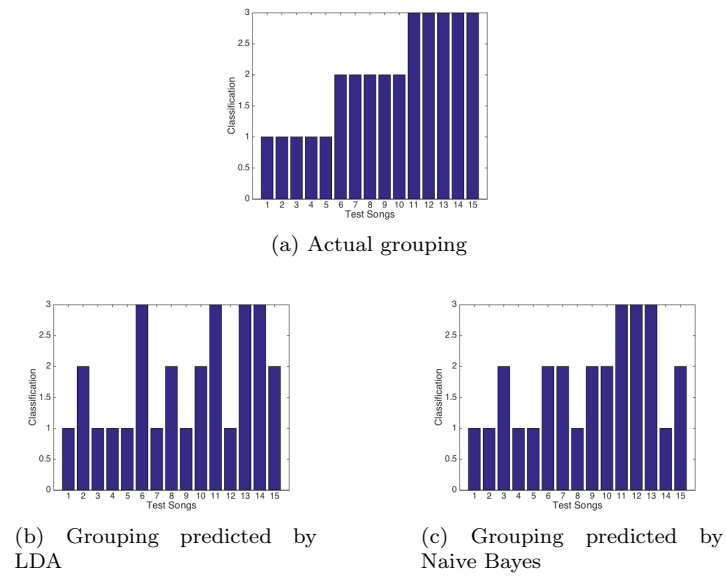 3
2.5
2
1.5
1
0.5
0
Classification
1 2 3 4 5 6 7 8 9 10 11 12 13 14 15
Test Songs
(a) Actual grouping
3
2.5
2
1.5
1
0.5
0
Classification
1 2 3 4 5 6 7 8 9 10 11 12 13 14 15
Test Songs
(b) Grouping predicted by
LDA
3
2.5
2
1.5
1
0.5
0
Classification
1 2 3 4 5 6 7 8 9 10 11 12 13 14 15
Test Songs
(c) Grouping predicted by
Naive Bayes